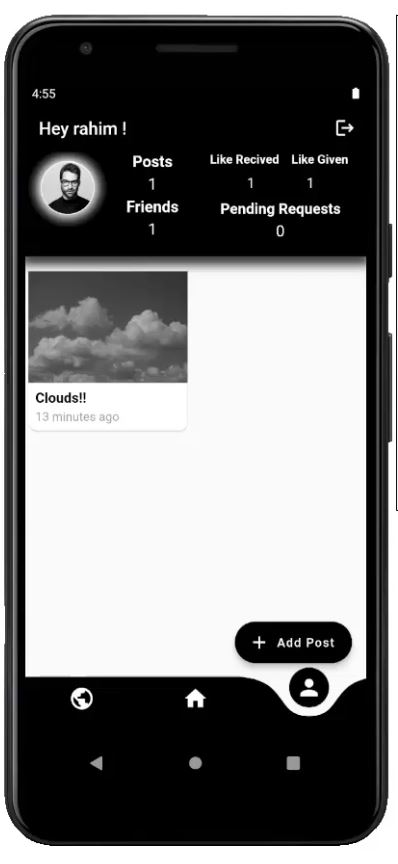 4:55
Hey rahim !
Posts
1
Friends
1
Like Recived
1
Like Given
1
Pending Requests
0
Clouds!!
13 minutes ago
+ Add Post